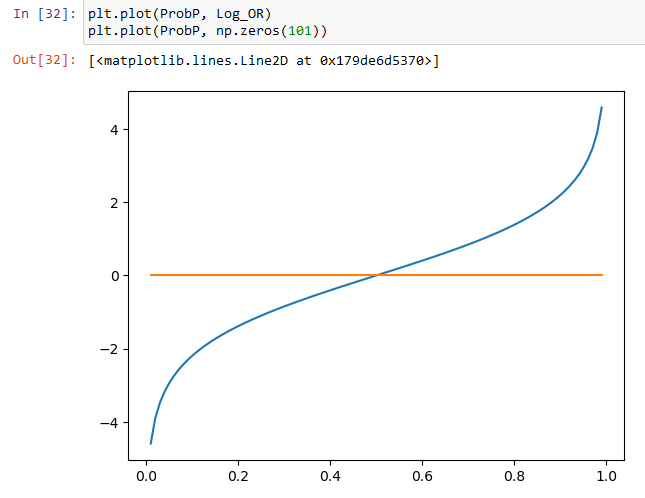 In [32]: plt.plot(ProbP, Log_OR)
plt.plot(ProbP, np.zeros(101))
Out[32]: [<matplotlib.lines.Line2D at 0x179de6d5370>]
4
2
0
−2
−4
0.0 0.2 0.4 0.6 0.8 1.0